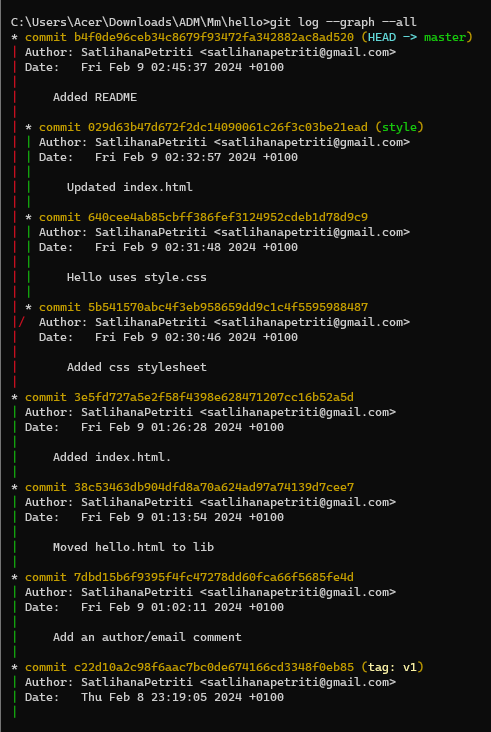 C:\Users\Acer\Downloads\ADM\Mm\hello>git log --graph --all
* commit b4f0de96ceb34c8679f93472fa342882ac8ad520 (HEAD -> master)
| Author: SatlihanaPetriti <satlihanapetriti@gmail.com>
| Date:   Fri Feb 9 02:45:37 2024 +0100
|
|     Added README
|
| * commit 029d63b47d672f2dc14090061c26f3c03be21ead (style)
| | Author: SatlihanaPetriti <satlihanapetriti@gmail.com>
| | Date:   Fri Feb 9 02:32:57 2024 +0100
| |
| |     Updated index.html
| |
| * commit 640cee4ab85cbff386fef3124952cdeb1d78d9c9
| | Author: SatlihanaPetriti <satlihanapetriti@gmail.com>
| | Date:   Fri Feb 9 02:31:48 2024 +0100
| |
| |     Hello uses style.css
| |
| * commit 5b541570abc4f3eb958659dd9c1c4f5595988487
|/  Author: SatlihanaPetriti <satlihanapetriti@gmail.com>
|   Date:   Fri Feb 9 02:30:46 2024 +0100
|
|       Added css stylesheet
|
* commit 3e5fd727a5e2f58f4398e628471207cc16b52a5d
| Author: SatlihanaPetriti <satlihanapetriti@gmail.com>
| Date:   Fri Feb 9 01:26:28 2024 +0100
|
|     Added index.html.
|
* commit 38c53463db904dfd8a70a624ad97a74139d7cee7
| Author: SatlihanaPetriti <satlihanapetriti@gmail.com>
| Date:   Fri Feb 9 01:13:54 2024 +0100
|
|     Moved hello.html to lib
|
* commit 7dbd15b6f9395f4fc47278dd60fca66f5685fe4d
| Author: SatlihanaPetriti <satlihanapetriti@gmail.com>
| Date:   Fri Feb 9 01:02:11 2024 +0100
|
|     Add an author/email comment
|
* commit c22d10a2c98f6aac7bc0de674166cd3348f0eb85 (tag: v1)
| Author: SatlihanaPetriti <satlihanapetriti@gmail.com>
| Date:   Thu Feb 8 23:19:05 2024 +0100
|